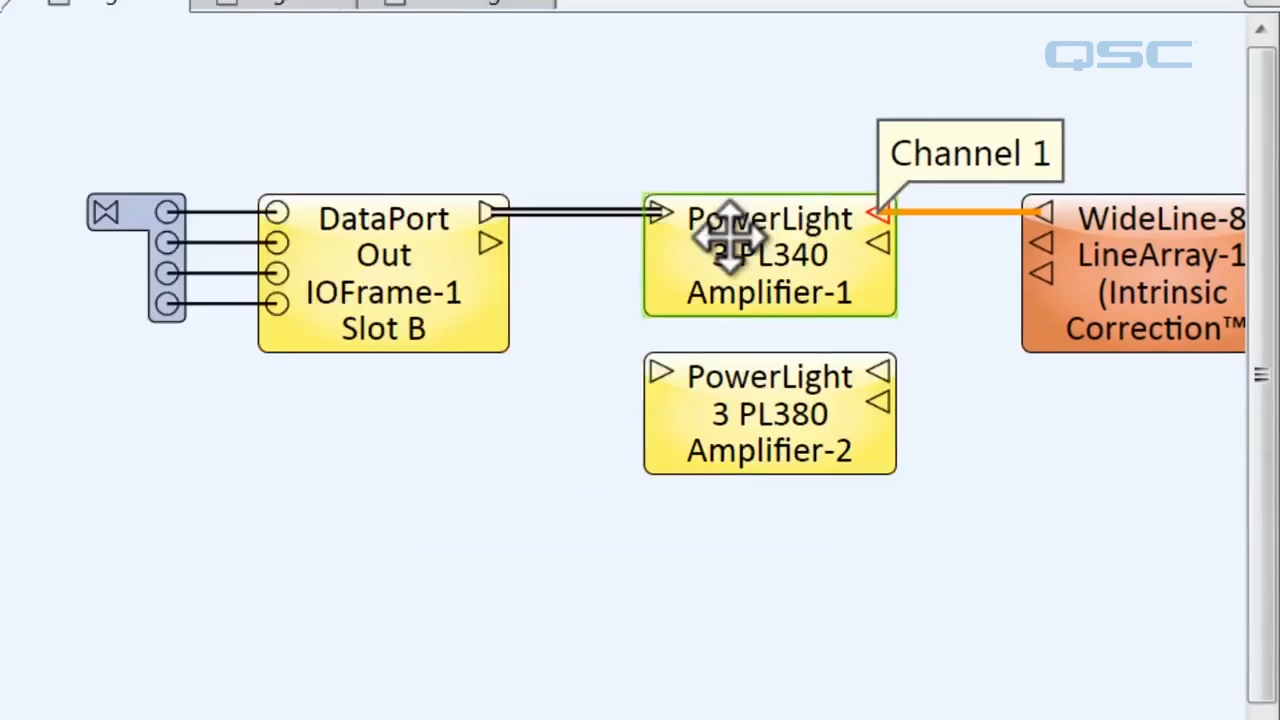 QSC
Channel 1
DataPort
Out
IOFrame-1
Slot B
PowerLight
3 PL340
Amplifier-1
WideLine-8
LineArray-1
(Intrinsic
Correction™
PowerLight
3 PL380
Amplifier-2